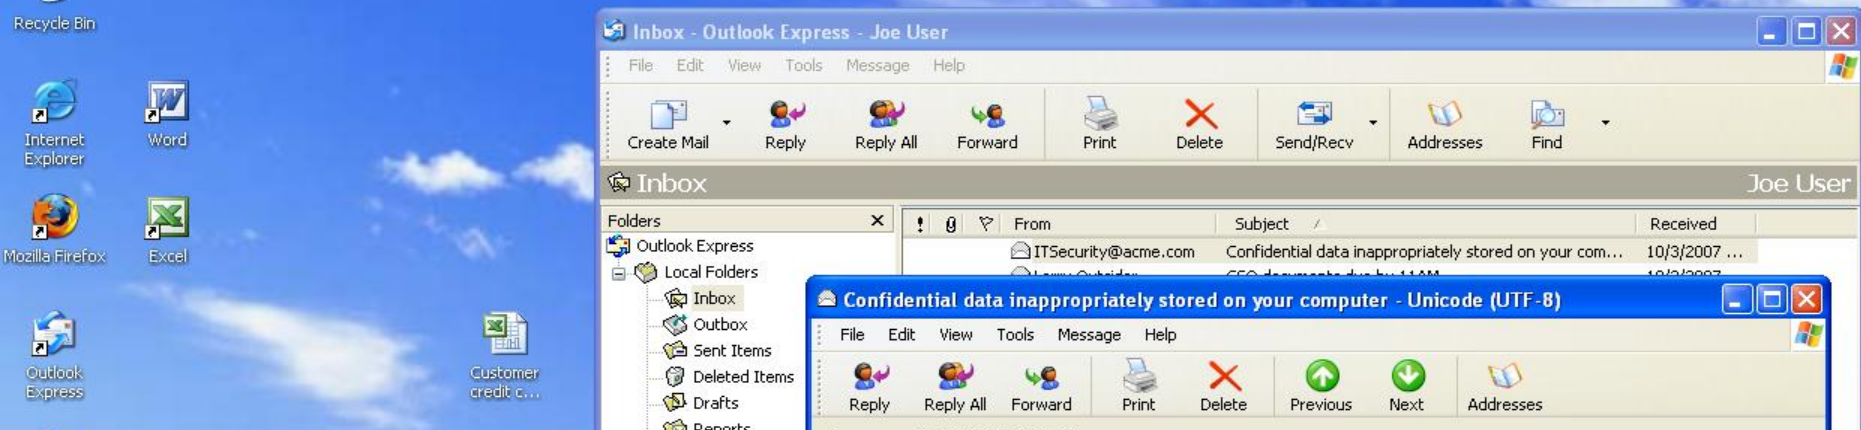 Recycle Bin
Internet
Explorer
Word
Mozilla Firefox
Excel
Outlook
Express
Customer
credit c...
Inbox - Outlook Express - Joe User
File Edit View Tools Message Help
Create Mail Reply Reply All Forward Print Delete Send/Recv Addresses Find
Inbox Joe User
Folders X ! From Subject Received
Outlook Express
ITSecurity@acme.com Confidential data inappropriately stored on your com... 10/3/2007 ...
Local Folders
Inbox
Outbox
Sent Items
Deleted Items
Drafts
Confidential data inappropriately stored on your computer - Unicode (UTF-8)
File Edit View Tools Message Help
Reply Reply All Forward Print Delete Previous Next Addresses